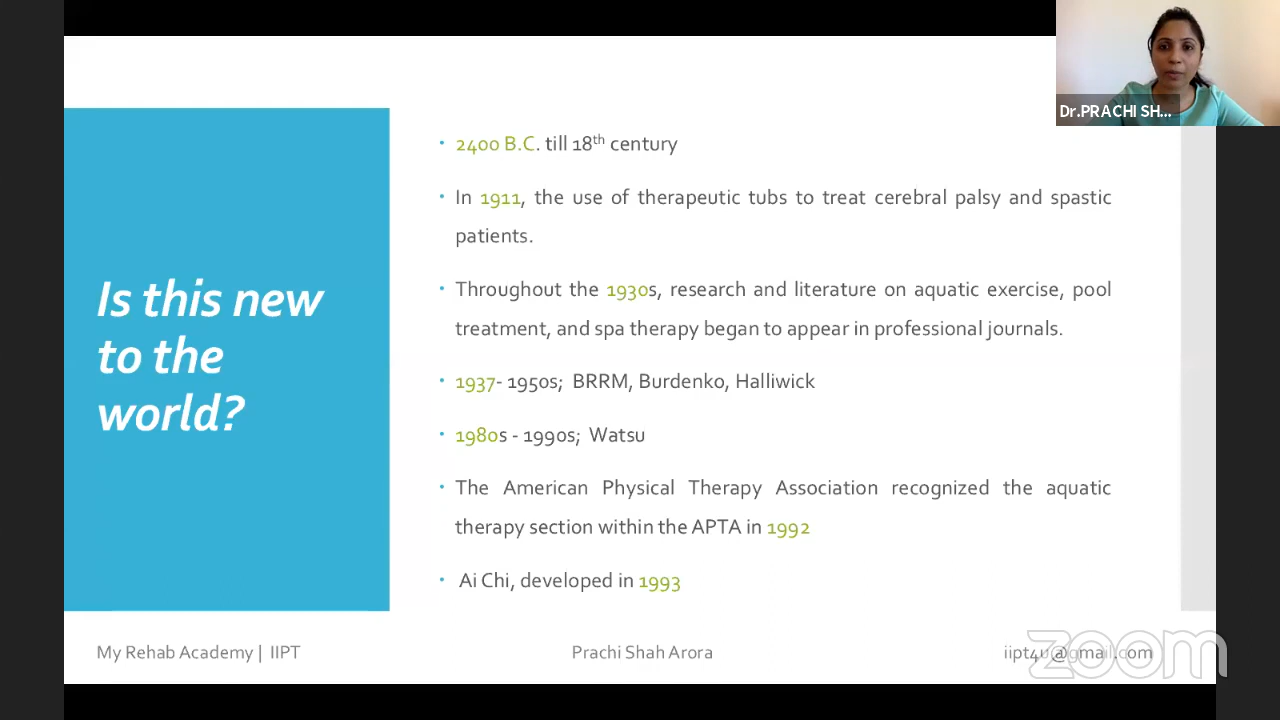 Dr.PRACHI SH...
Is this new
to the
world?
• 2400 B.C. till 18th century
• In 1911, the use of therapeutic tubs to treat cerebral palsy and spastic
patients.
• Throughout the 1930s, research and literature on aquatic exercise, pool
treatment, and spa therapy began to appear in professional journals.
• 1937- 1950s; BRRM, Burdenko, Halliwick
• 1980s - 1990s; Watsu
• The American Physical Therapy Association recognized the aquatic
therapy section within the APTA in 1992
• Ai Chi, developed in 1993
My Rehab Academy | IIPT
Prachi Shah Arora
iipt4u@gmail.com
zoom